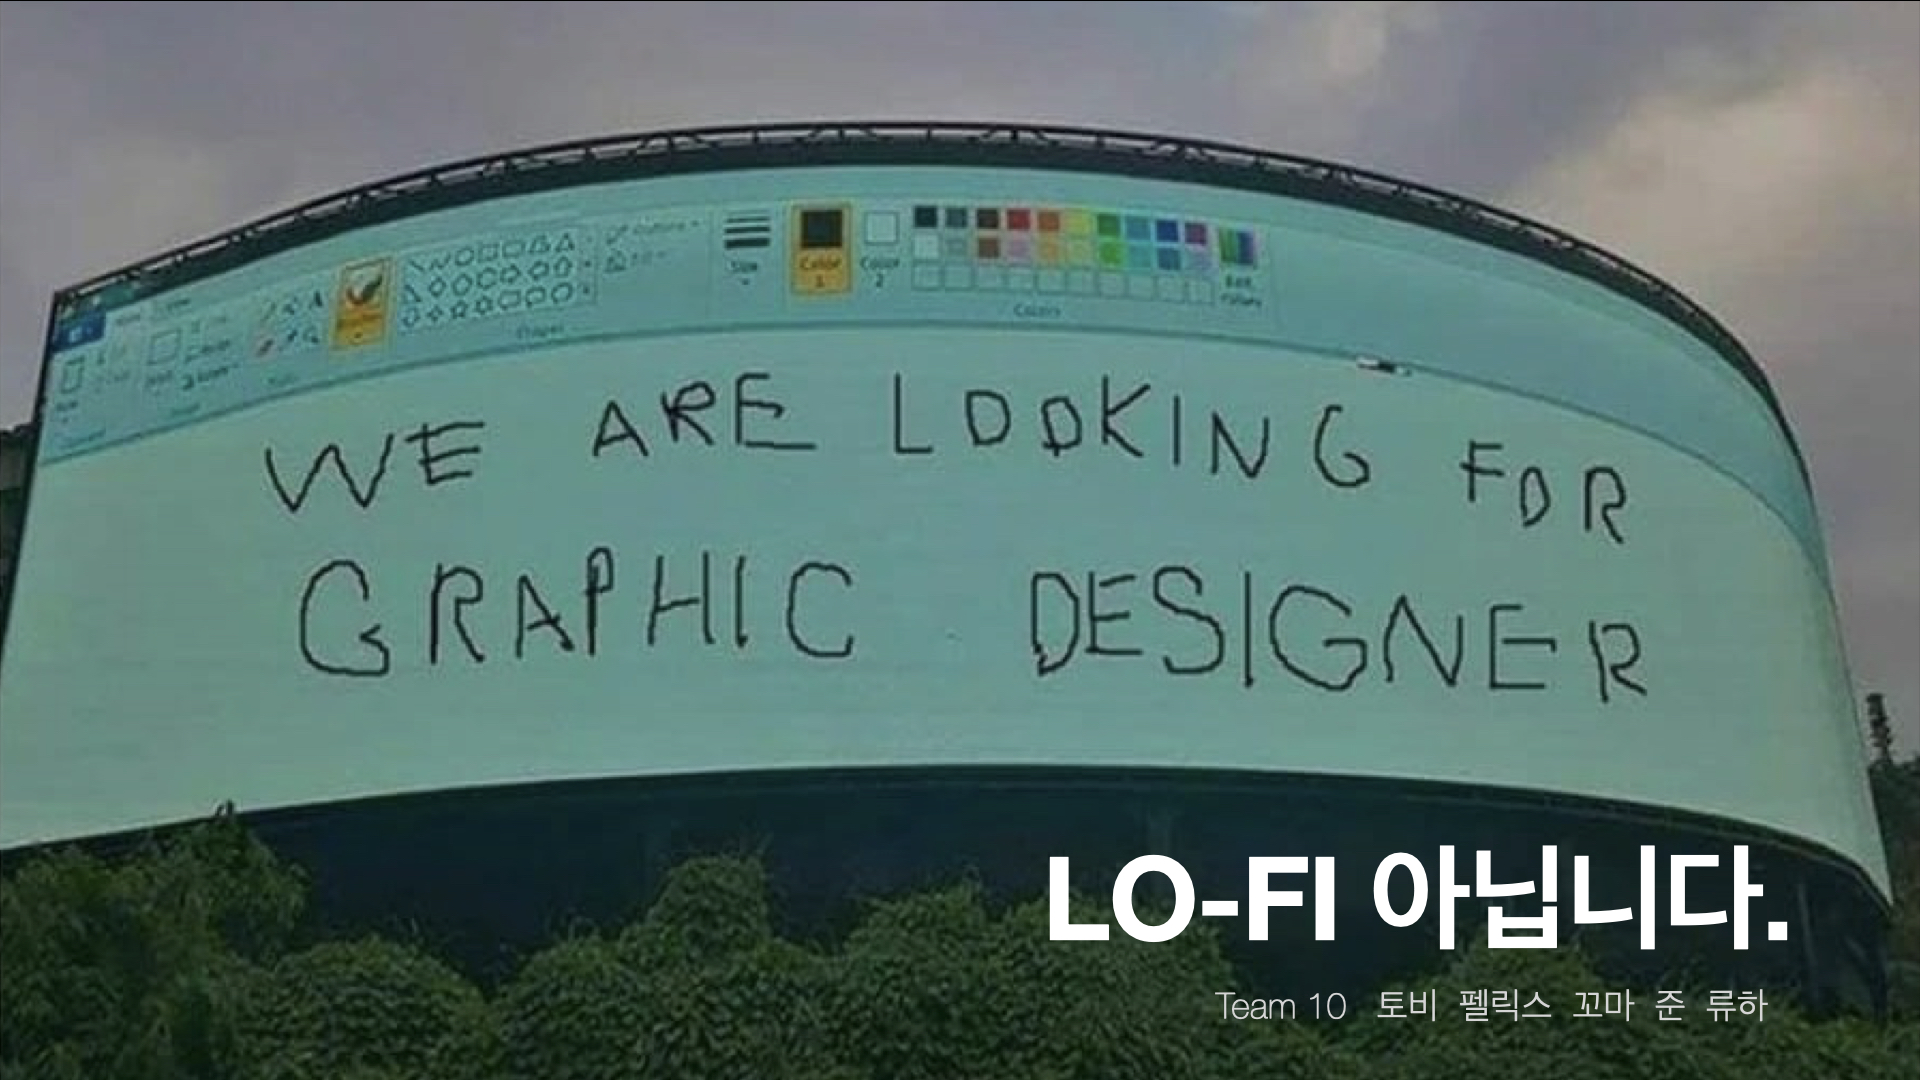 Size
Color
1
Color
2
Edit
colors
Shapes
Colors
WE ARE LOOKING FOR
GRAPHIC DESIGNER
LO-FI 아닙니다.
Team 10 토비 펠릭스 꼬마 준 류하